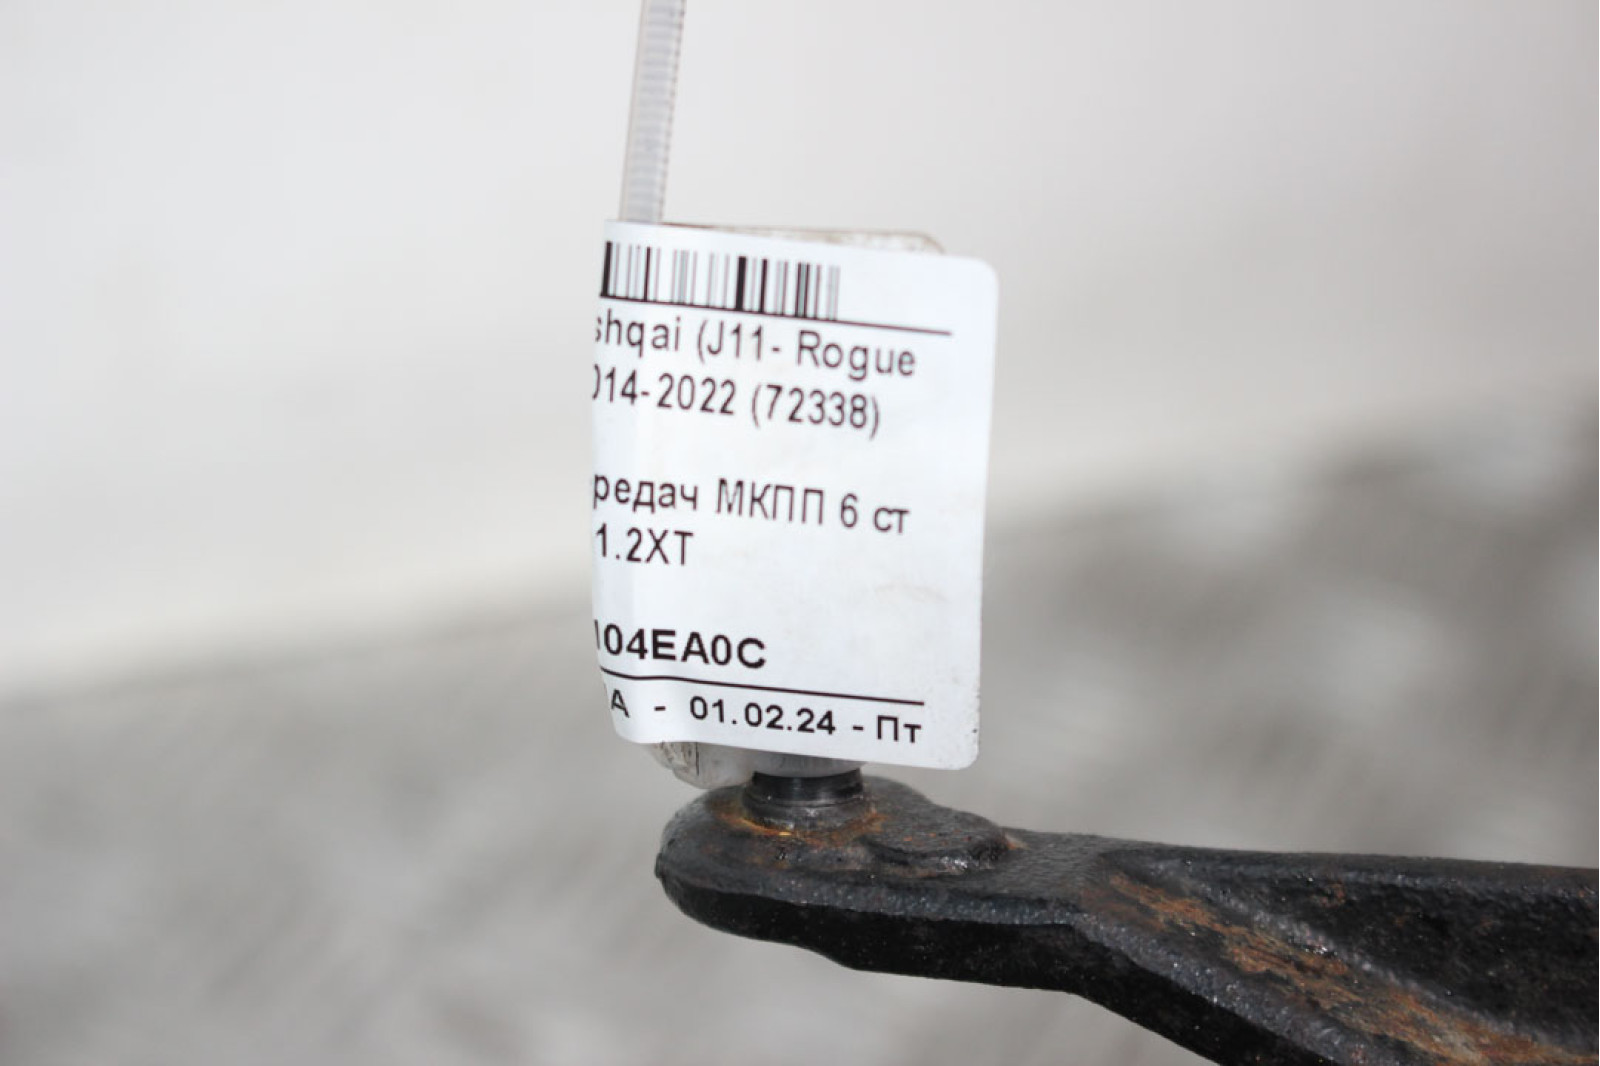 shqai (J11- Rogue
014-2022 (72338)
редач МКПП 6 ст
1.2XT
104EA0C
A - 01.02.24 - Пт